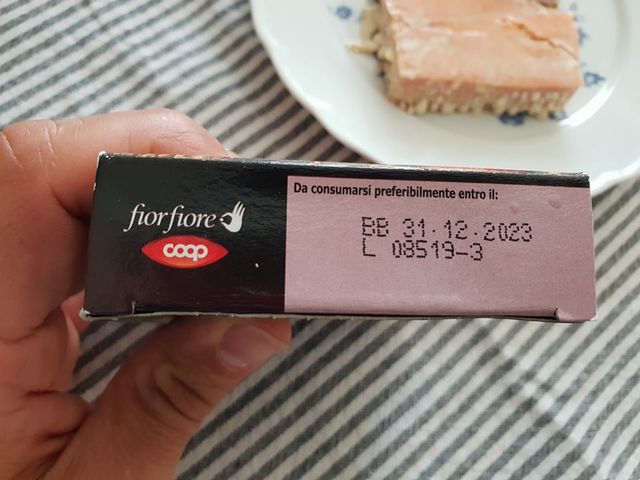 fiorfiore
coop
Da consumarsi preferibilmente entro il:
BB 31·12·2023
L 08519-3